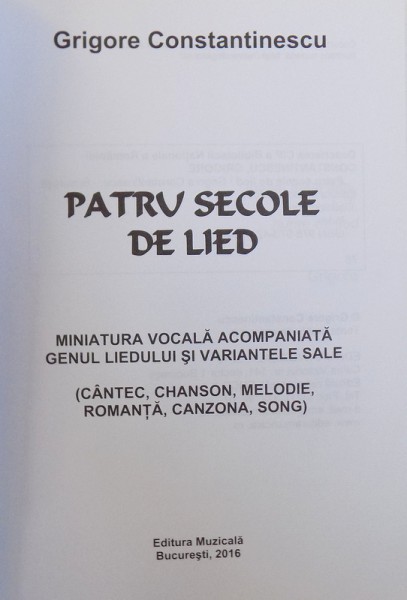 Grigore Constantinescu
PATRU SECOLE
DE LIED
MINIATURA VOCALĂ ACOMPANIATĂ
GENUL LIEDULUI ŞI VARIANTELE SALE
(CÂNTEC, CHANSON, MELODIE,
ROMANŢĂ, CANZONA, SONG)
Editura Muzicală
Bucureşti, 2016